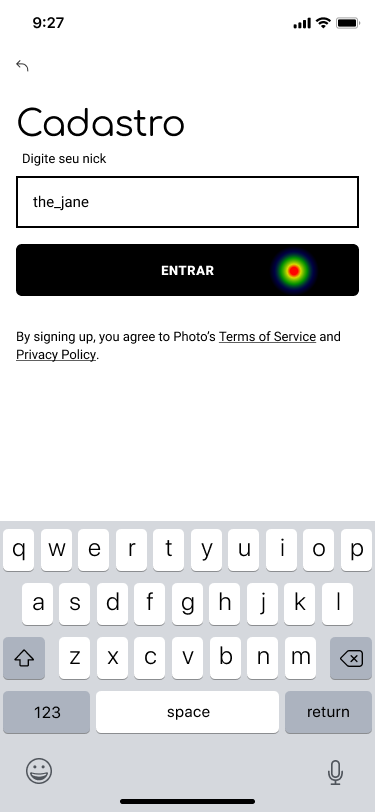 9:27
Cadastro
Digite seu nick
the_jane
ENTRAR
By signing up, you agree to Photo’s Terms of Service and
Privacy Policy.
q w e r t y u i o p
a s d f g h j k l
z x c v b n m
123 space return